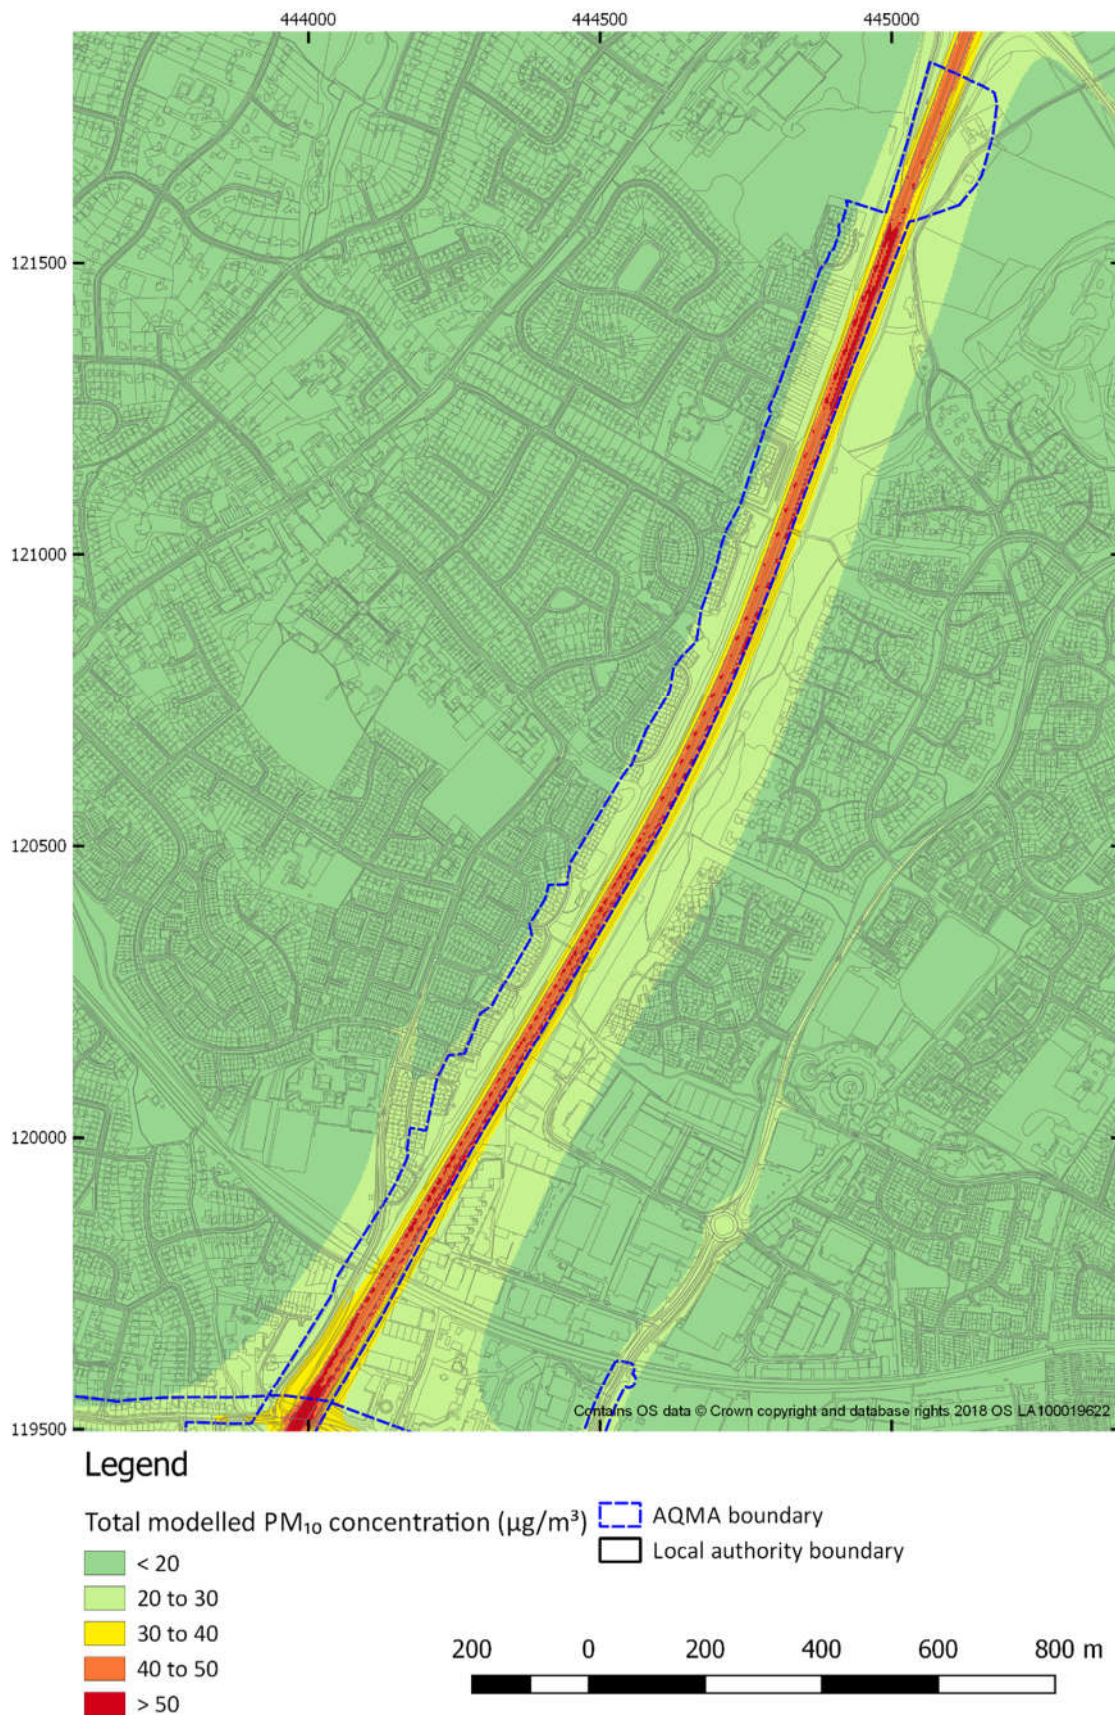 444000 444500 445000
121500
121000
120500
120000
119500
Contains OS data © Crown copyright and database rights 2018 OS LA100019622
Legend
Total modelled PM₁₀ concentration (µg/m³)
< 20
20 to 30
30 to 40
40 to 50
> 50
AQMA boundary
Local authority boundary
200 0 200 400 600 800 m